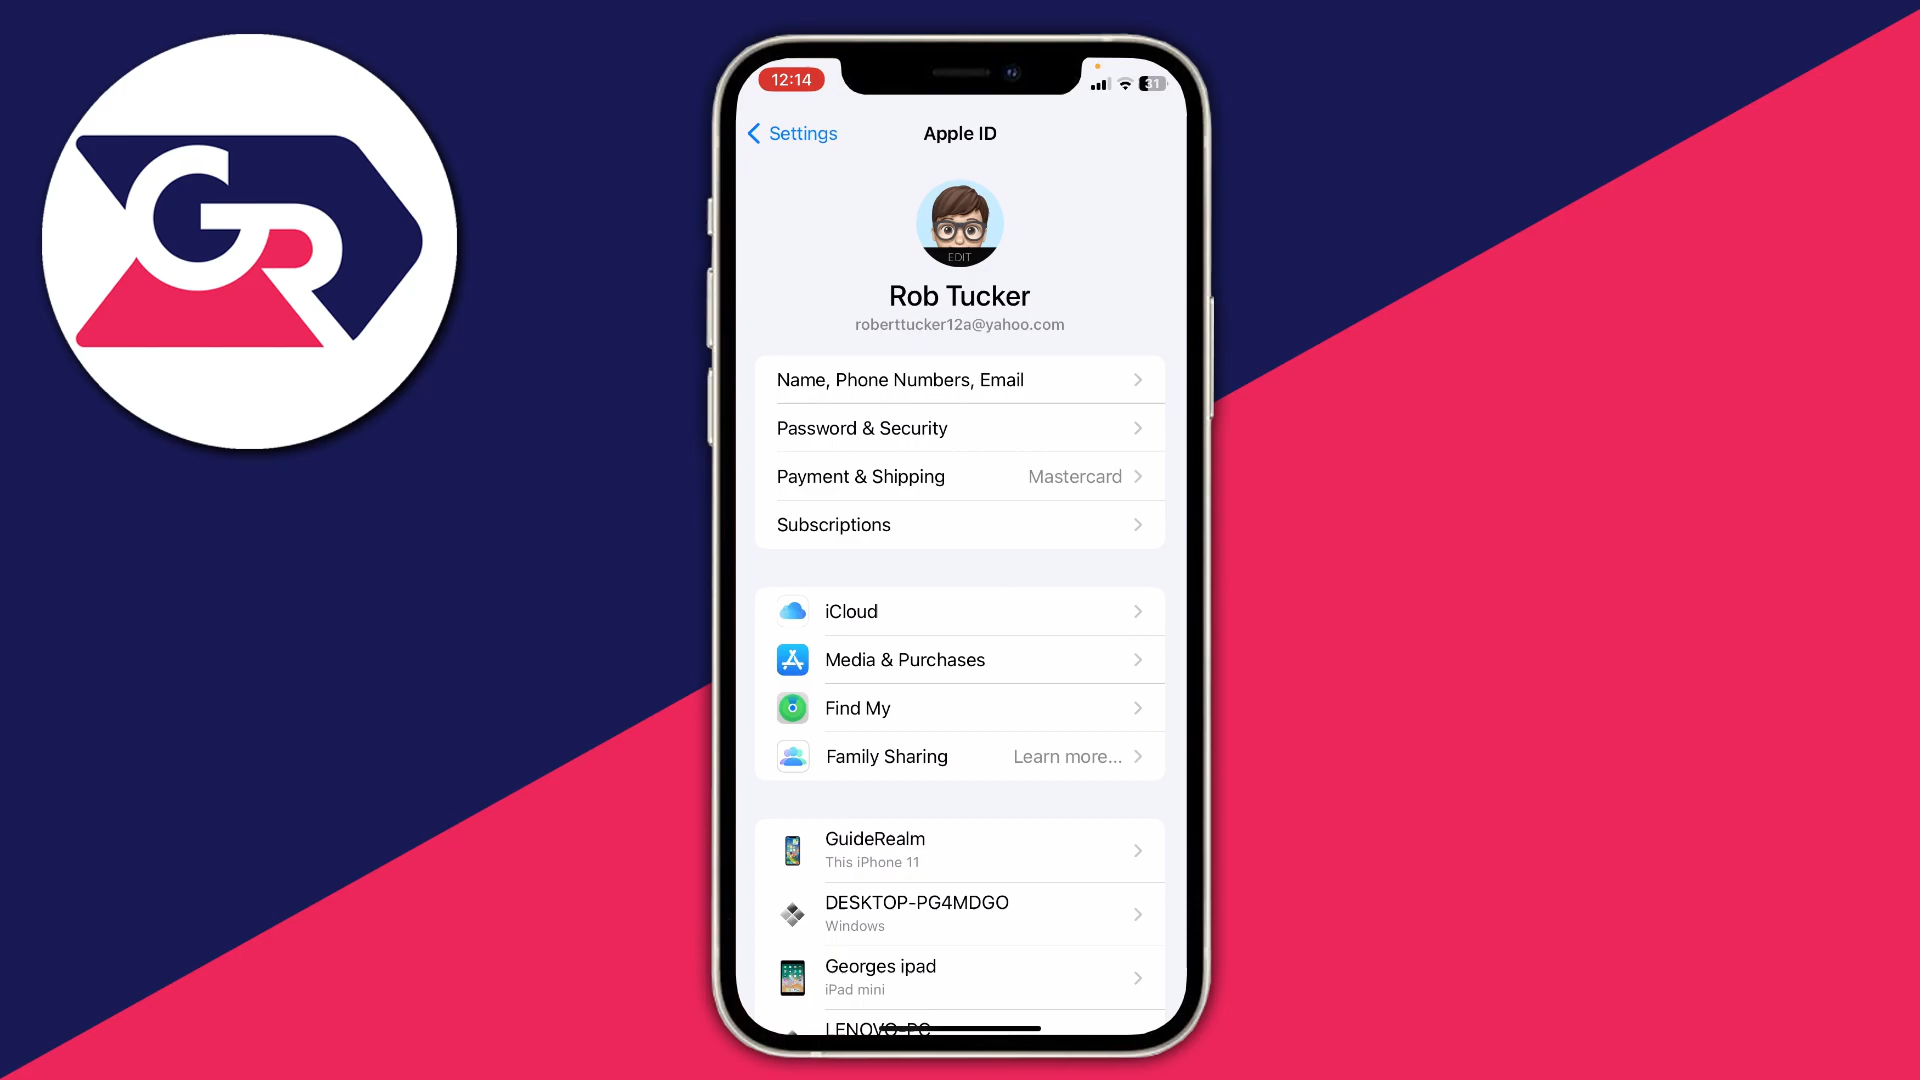 GR
12:14
31
Settings
Apple ID
EDIT
Rob Tucker
roberttucker12a@yahoo.com
Name, Phone Numbers, Email
Password & Security
Payment & Shipping Mastercard
Subscriptions
iCloud
Media & Purchases
Find My
Family Sharing Learn more...
GuideRealm
This iPhone 11
DESKTOP-PG4MDGO
Windows
Georges ipad
iPad mini
LENOVO-PC